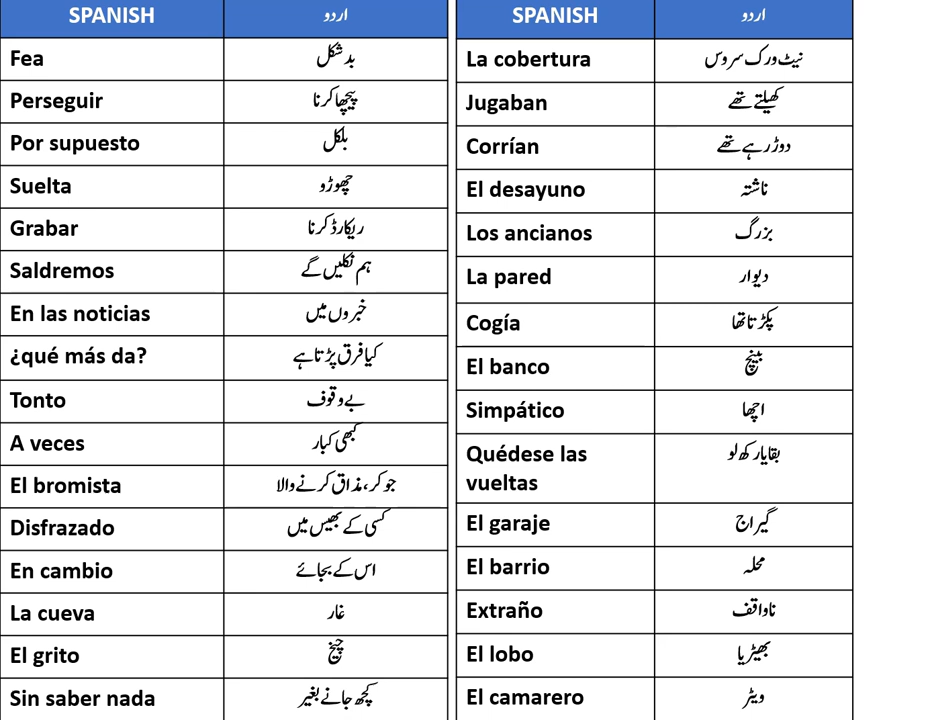 SPANISH اردو
Fea بدشکل
Perseguir پیچھا کرنا
Por supuesto بلکل
Suelta چھوڑو
Grabar ریکارڈ کرنا
Saldremos ہم نکلیں گے
En las noticias خبروں میں
¿qué más da? کیا فرق پڑتا ہے
Tonto بے وقوف
A veces کبھی کبار
El bromista جوکر، مذاق کرنے والا
Disfrazado کسی کے بھیس میں
En cambio اس کے بجائے
La cueva غار
El grito چیخ
Sin saber nada کچھ جانے بغیر
SPANISH اردو
La cobertura نیٹ ورک سروس
Jugaban کھیلتے تھے
Corrían دوڑ رہے تھے
El desayuno ناشتہ
Los ancianos بزرگ
La pared دیوار
Cogía پکڑتا تھا
El banco بینچ
Simpático اچھا
Quédese las بقایا رکھ لو
vueltas
El garaje گیراج
El barrio محلہ
Extraño ناواقف
El lobo بھیڑیا
El camarero ویٹر